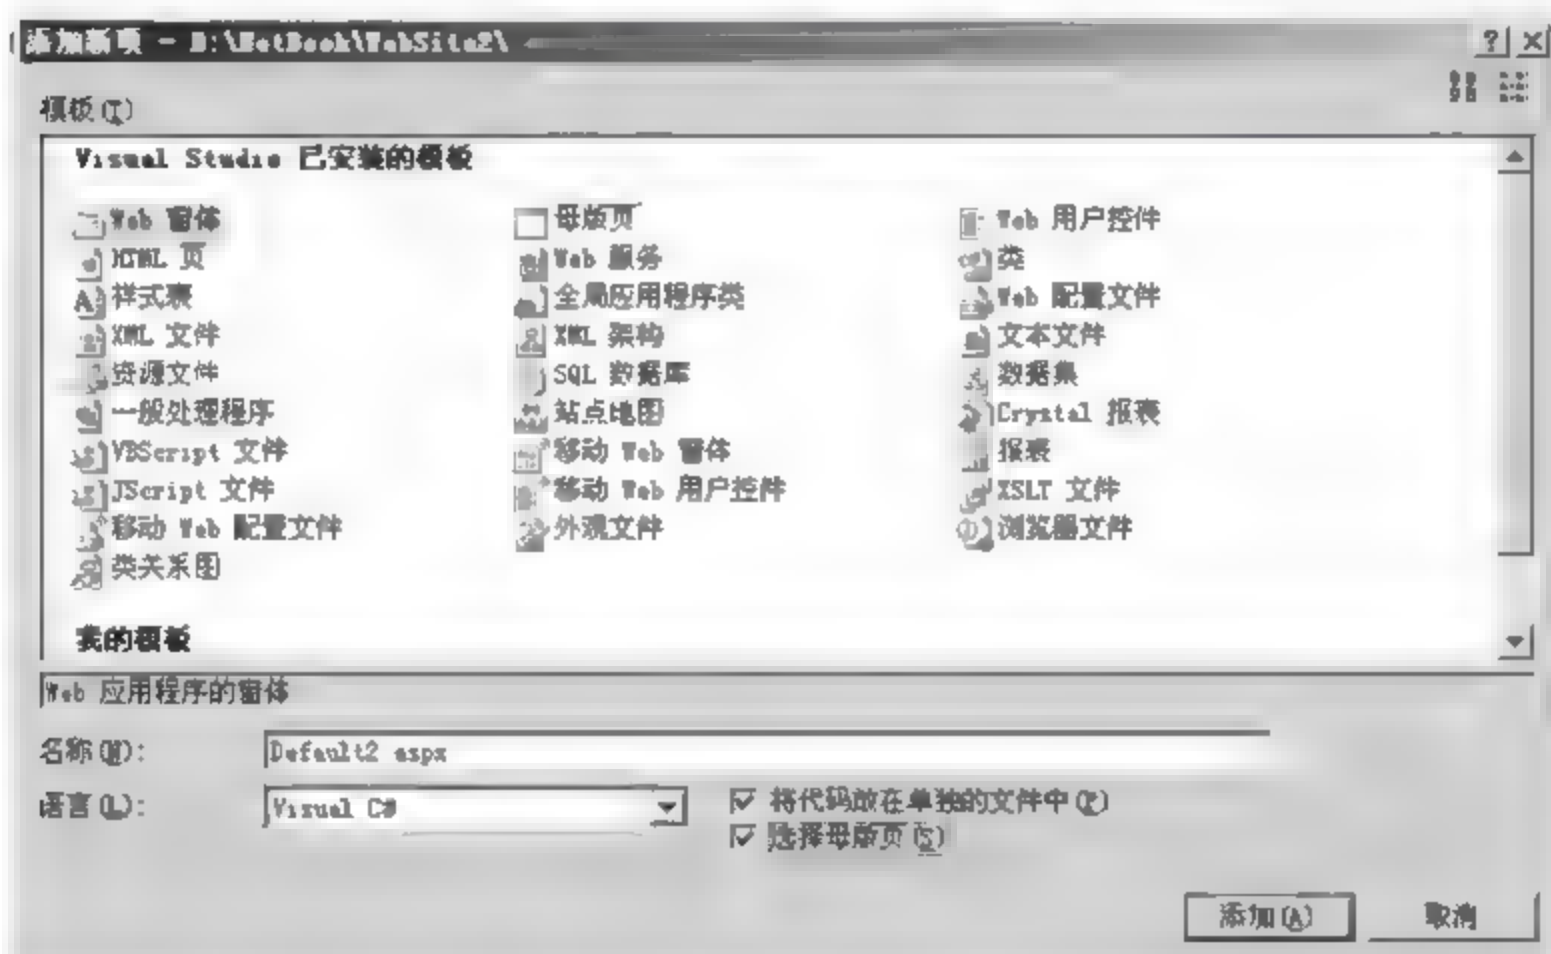 添加新项 - D:\NetBook\WebSite2\
模板(T)
Visual Studio 已安装的模板
Web 窗体 母版页 Web 用户控件
HTML 页 Web 服务 类
样式表 全局应用程序类 Web 配置文件
XML 文件 XML 架构 文本文件
资源文件 SQL 数据库 数据集
一般处理程序 站点地图 Crystal 报表
VBScript 文件 移动 Web 窗体 报表
JScript 文件 移动 Web 用户控件 XSLT 文件
移动 Web 配置文件 外观文件 浏览器文件
类关系图
我的模板
Web 应用程序的窗体
名称(N): Default2.aspx
语言(L): Visual C# 将代码放在单独的文件中(P)
选择母版页(S)
添加(A) 取消